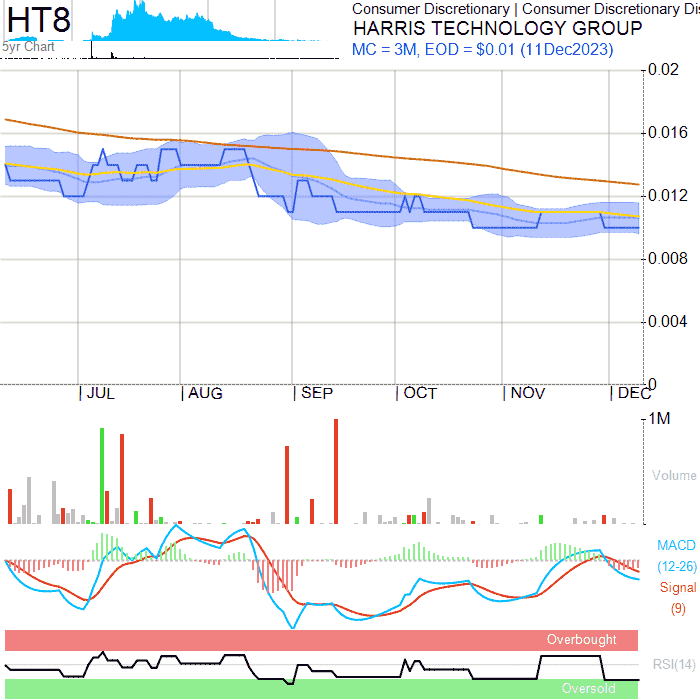 HT8
5yr Chart
Consumer Discretionary | Consumer Discretionary Dis
HARRIS TECHNOLOGY GROUP
MC = 3M, EOD = $0.01 (11Dec2023)
0.02
0.016
0.012
0.008
0.004
0
| JUL | AUG | SEP | OCT | NOV | DEC
1M
Volume
MACD
(12-26)
Signal
(9)
Overbought
RSI(14)
Oversold